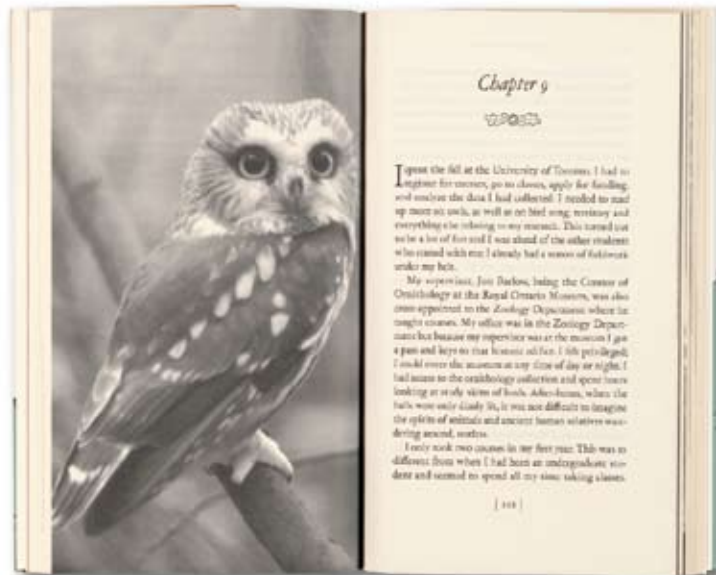 Chapter 9
I spent the fall at the University of Toronto. I had to
register for courses, go to classes, apply for funding,
and analyze the data I had collected. I needed to read
up more on owls, as well as on bird song, territory and
everything else relating to my research. This turned out
to be a lot of fun and I was ahead of the other students
who started with me: I already had a season of fieldwork
under my belt.
My supervisor, Jon Barlow, being the Curator of
Ornithology at the Royal Ontario Museum, was also
cross-appointed to the Zoology Department where he
taught courses. My office was in the Zoology Depart-
ment but because my supervisor was at the museum I got
a pass and keys to that historic edifice. I felt privileged;
I could enter the museum at any time of day or night. I
had access to the ornithology collection and spent hours
looking at study skins of birds. After-hours, when the
halls were only dimly lit, it was not difficult to imagine
the spirits of animals and ancient human relatives wan-
dering around, restless.
I only took two courses in my first year. This was so
different from when I had been an undergraduate stu-
dent and seemed to spend all my time taking classes.